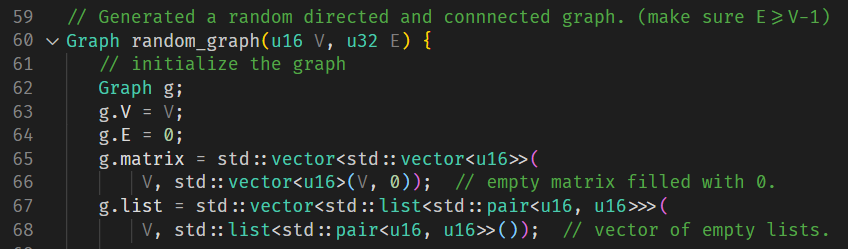 59 // Generated a random directed and connnected graph. (make sure E>=V-1)
60 Graph random_graph(u16 V, u32 E) {
61 // initialize the graph
62 Graph g;
63 g.V = V;
64 g.E = 0;
65 g.matrix = std::vector<std::vector<u16>>(
66 V, std::vector<u16>(V, 0)); // empty matrix filled with 0.
67 g.list = std::vector<std::list<std::pair<u16, u16>>>(
68 V, std::list<std::pair<u16, u16>>()); // vector of empty lists.